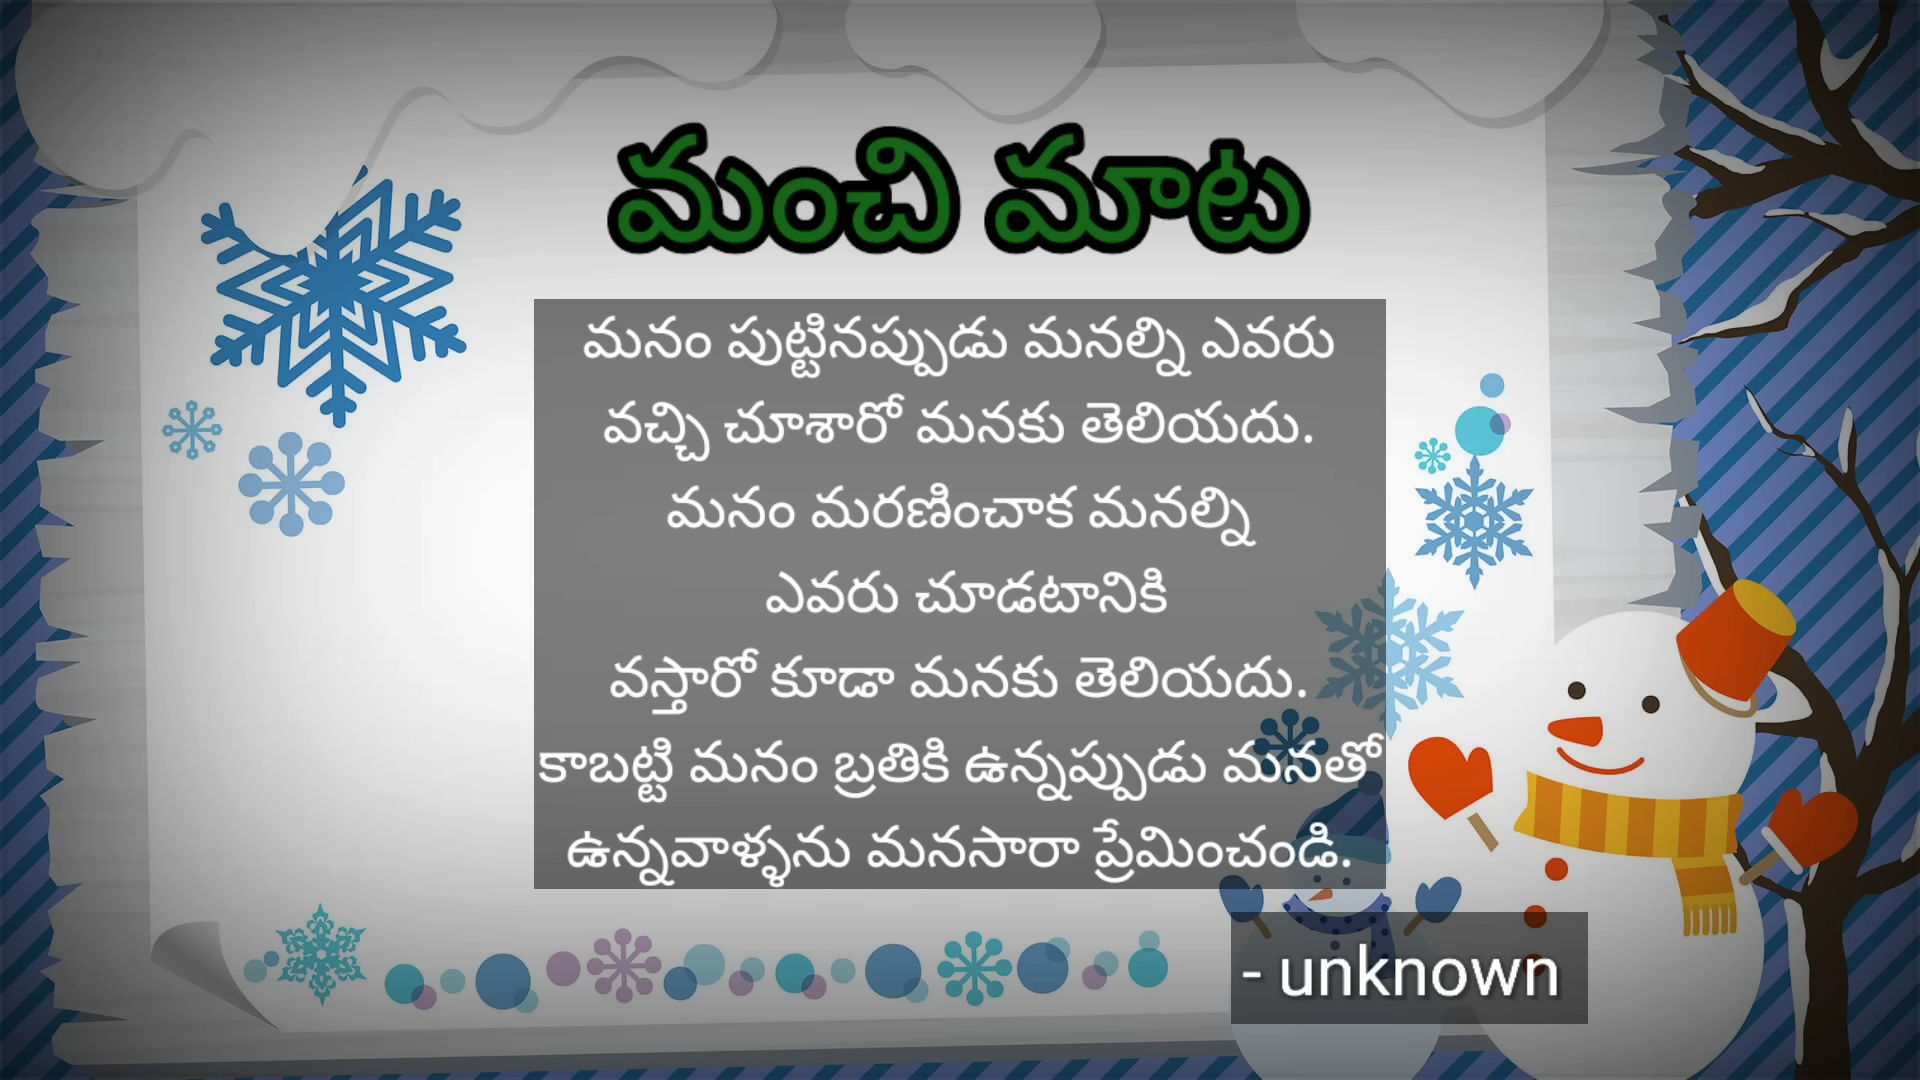 మంచి మాట
మనం పుట్టినప్పుడు మనల్ని ఎవరు
వచ్చి చూశారో మనకు తెలియదు.
మనం మరణించాక మనల్ని
ఎవరు చూడటానికి
వస్తారో కూడా మనకు తెలియదు.
కాబట్టి మనం బ్రతికి ఉన్నప్పుడు మనతో
ఉన్నవాళ్ళను మనసారా ప్రేమించండి.
- unknown